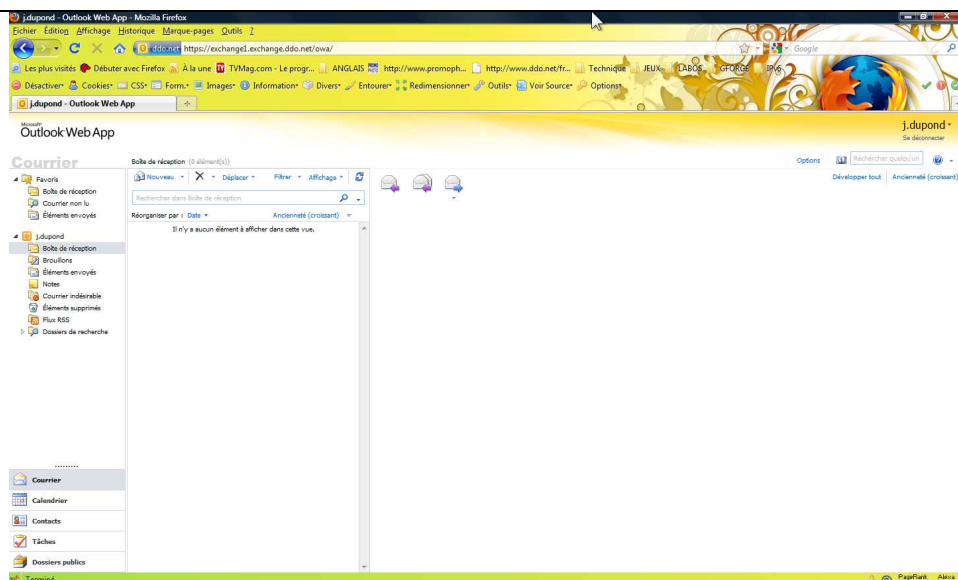 j.dupond - Outlook Web App - Mozilla Firefox
Fichier Édition Affichage Historique Marque-pages Outils ?
ddo.net https://exchange1.exchange.ddo.net/owa/ Google
Les plus visités Débuter avec Firefox À la une TVMag.com - Le progr... ANGLAIS http://www.promoph... http://www.ddo.net/fr... Technique JEUX LABOS GFORGE IPv6
Désactiver Cookies CSS Form. Images Information Divers Entourer Redimensionner Outils Voir Source Options
j.dupond - Outlook Web App
Microsoft
Outlook Web App
j.dupond
Se déconnecter
Courrier
Boîte de réception (0 élément(s))
Options Rechercher quelqu'un
Favoris
Boîte de réception
Courrier non lu
Éléments envoyés
j.dupond
Boîte de réception
Brouillons
Éléments envoyés
Notes
Courrier indésirable
Éléments supprimés
Flux RSS
Dossiers de recherche
Nouveau Déplacer Filtrer Affichage
Rechercher dans Boîte de réception
Réorganiser par : Date Ancienneté (croissant)
Il n'y a aucun élément à afficher dans cette vue.
Développer tout Ancienneté (croissant)
Courrier
Calendrier
Contacts
Tâches
Dossiers publics
Terminé
PageRank Alexa